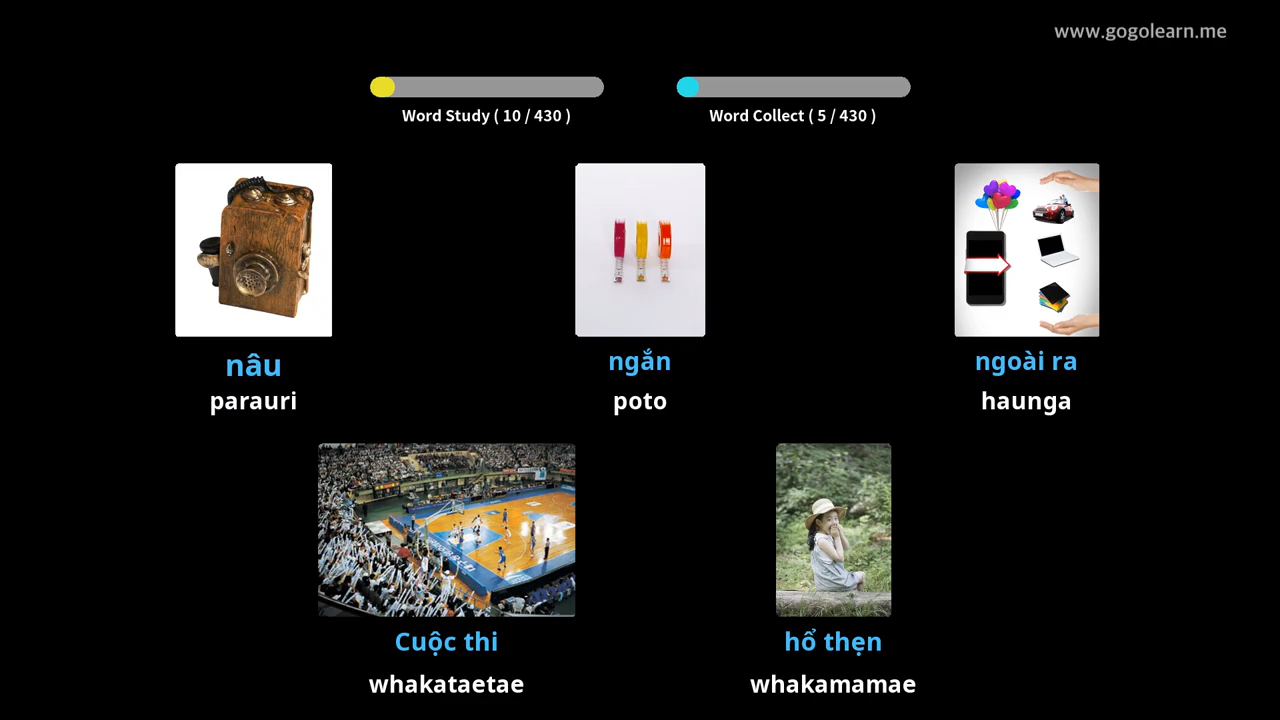 www.gogolearn.me
Word Study ( 10 / 430 )
Word Collect ( 5 / 430 )
nâu
parauri
ngắn
poto
ngoài ra
haunga
Cuộc thi
whakataetae
hổ thẹn
whakamamae